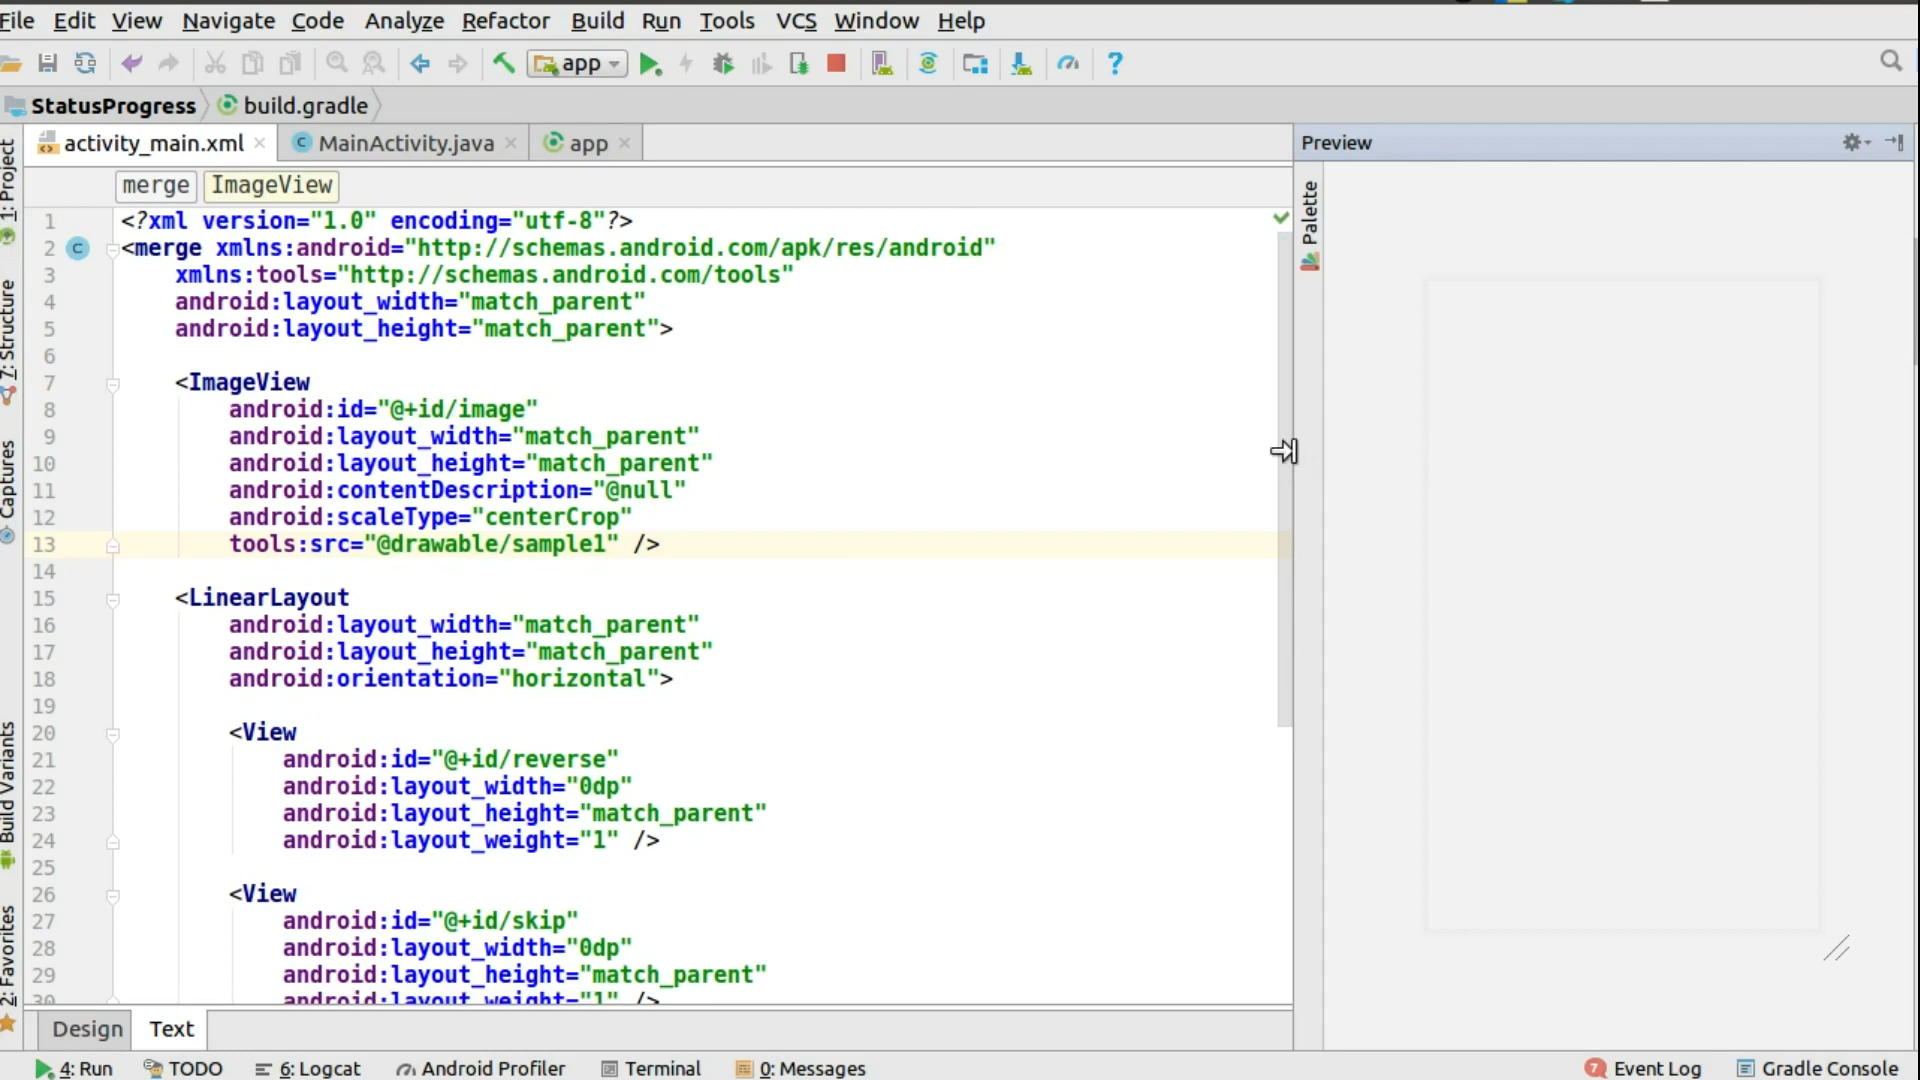 File Edit View Navigate Code Analyze Refactor Build Run Tools VCS Window Help
app
StatusProgress build.gradle
activity_main.xml MainActivity.java app
Preview
merge ImageView
1 <?xml version="1.0" encoding="utf-8"?>
2 <merge xmlns:android="http://schemas.android.com/apk/res/android"
3 xmlns:tools="http://schemas.android.com/tools"
4 android:layout_width="match_parent"
5 android:layout_height="match_parent">
6
7 <ImageView
8 android:id="@+id/image"
9 android:layout_width="match_parent"
10 android:layout_height="match_parent"
11 android:contentDescription="@null"
12 android:scaleType="centerCrop"
13 tools:src="@drawable/sample1" />
14
15 <LinearLayout
16 android:layout_width="match_parent"
17 android:layout_height="match_parent"
18 android:orientation="horizontal">
19
20 <View
21 android:id="@+id/reverse"
22 android:layout_width="0dp"
23 android:layout_height="match_parent"
24 android:layout_weight="1" />
25
26 <View
27 android:id="@+id/skip"
28 android:layout_width="0dp"
29 android:layout_height="match_parent"
30 android:layout_weight="1" />
1: Project
7: Structure
Captures
Build Variants
2: Favorites
Palette
Design Text
4: Run TODO 6: Logcat Android Profiler Terminal 0: Messages
7 Event Log Gradle Console